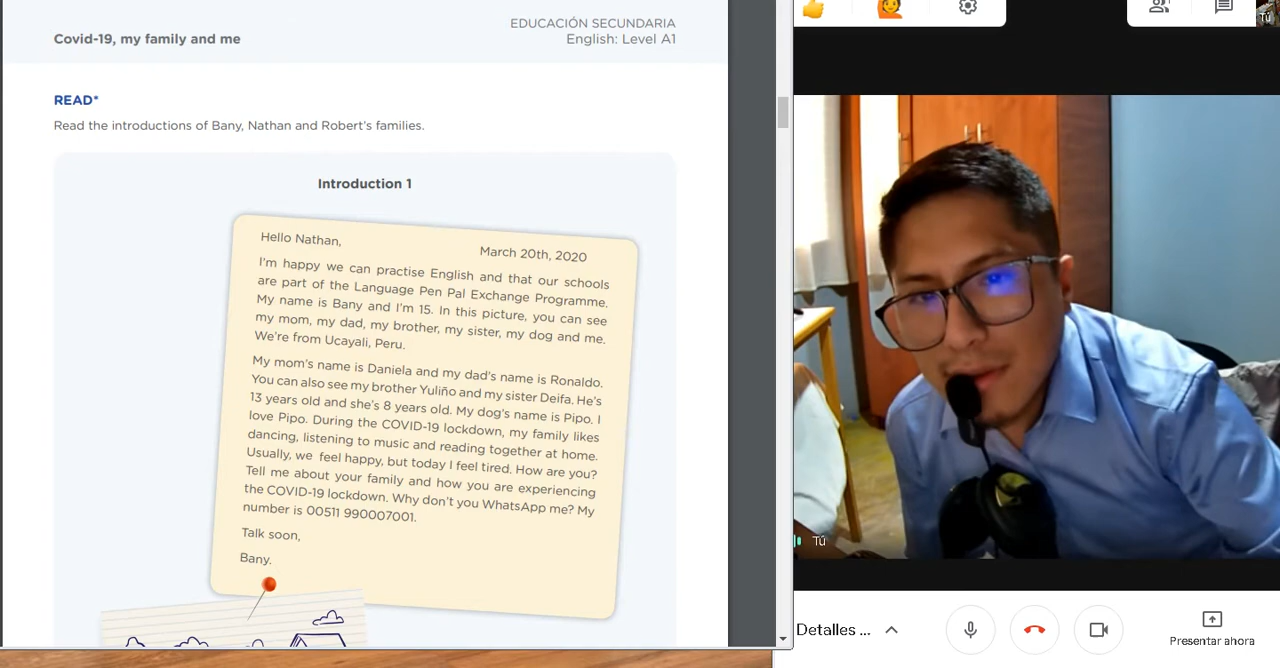 EDUCACIÓN SECUNDARIA
Covid-19, my family and me
English: Level A1
READ*
Read the introductions of Bany, Nathan and Robert's families.
Introduction 1
Hello Nathan,
March 20th, 2020
I'm happy we can practise English and that our schools
are part of the Language Pen Pal Exchange Programme.
My name is Bany and I'm 15. In this picture, you can see
my mom, my dad, my brother, my sister, my dog and me.
We're from Ucayali, Peru.
My mom's name is Daniela and my dad's name is Ronaldo.
You can also see my brother Yuliño and my sister Deifa. He's
13 years old and she's 8 years old. My dog's name is Pipo. I
love Pipo. During the COVID-19 lockdown, my family likes
dancing, listening to music and reading together at home.
Usually, we feel happy, but today I feel tired. How are you?
Tell me about your family and how you are experiencing
the COVID-19 lockdown. Why don't you WhatsApp me? My
number is 00511 990007001.
Talk soon,
Bany.
Tú
Tú
Detalles ...
Presentar ahora